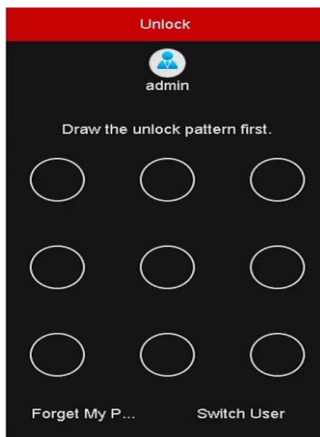 Unlock
admin
Draw the unlock pattern first.
Forget My P...
Switch User